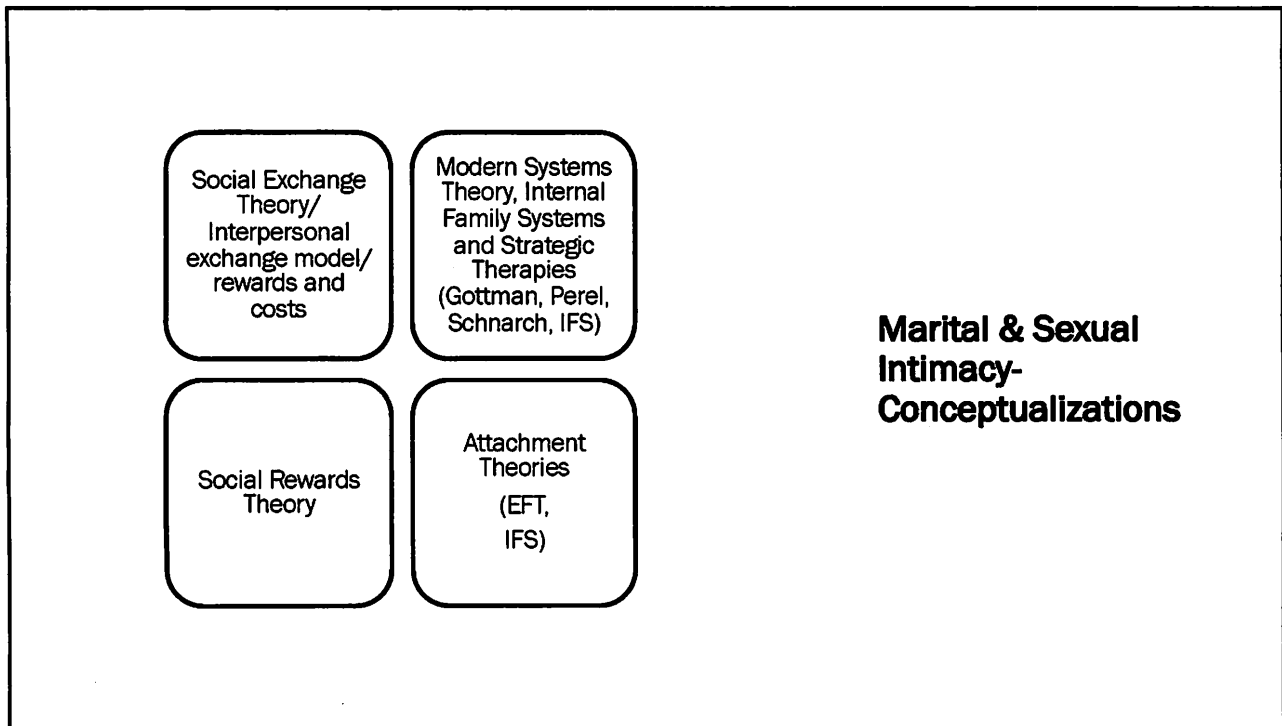 Social Exchange
Theory/
Interpersonal
exchange model/
rewards and
costs
Modern Systems
Theory, Internal
Family Systems
and Strategic
Therapies
(Gottman, Perel,
Schnarch, IFS)
Social Rewards
Theory
Attachment
Theories
(EFT,
IFS)
Marital & Sexual
Intimacy-
Conceptualizations